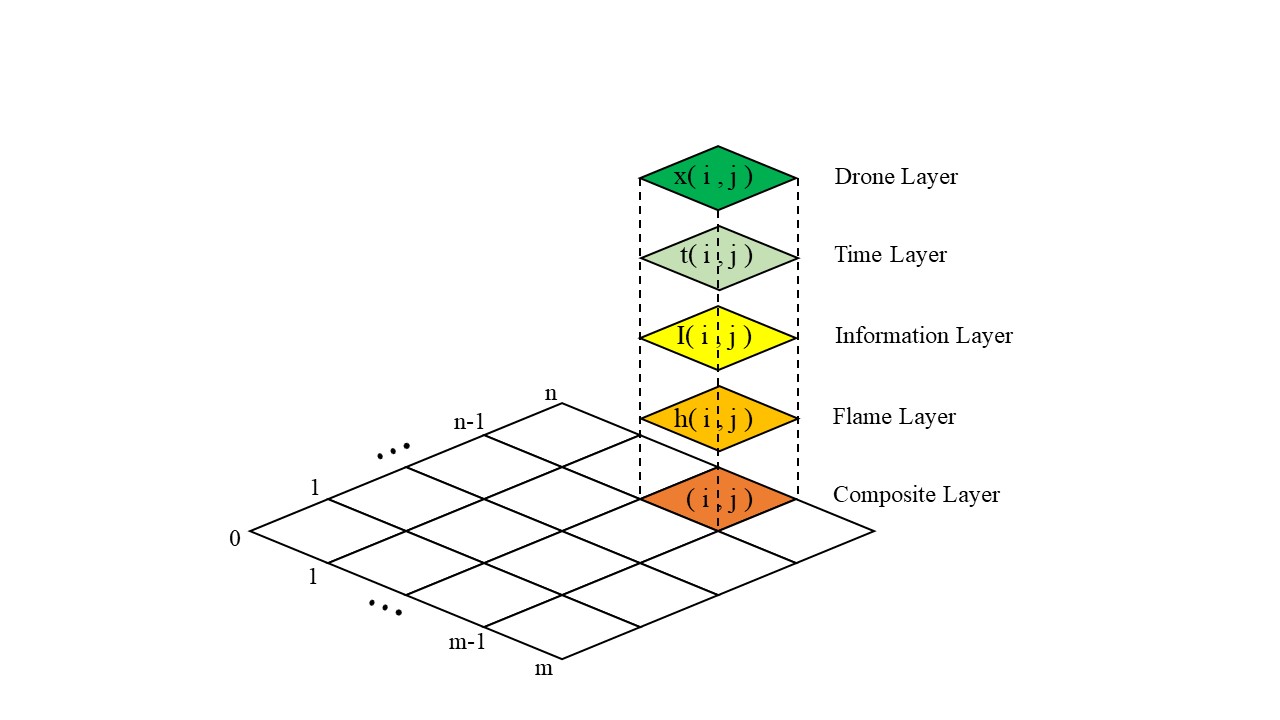 x( i , j ) Drone Layer
t( i , j ) Time Layer
I( i , j ) Information Layer
n
n-1
h( i , j ) Flame Layer
…
1
( i , j ) Composite Layer
0
1
…
m-1
m